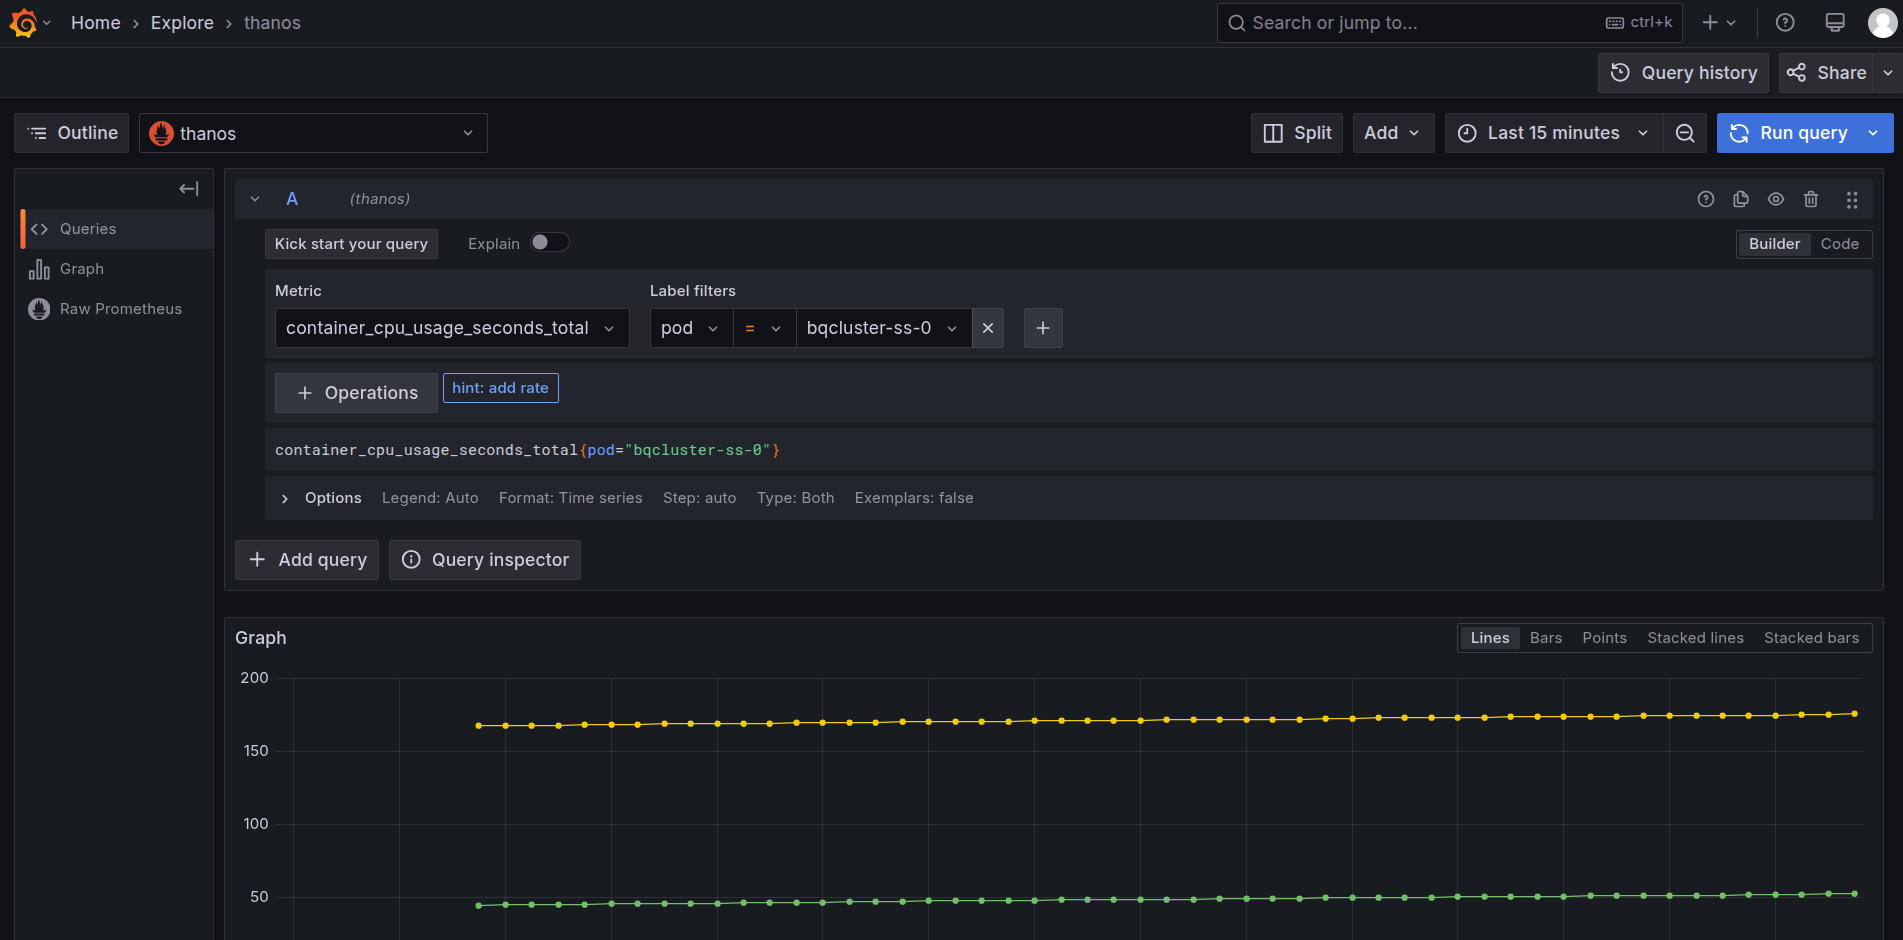 Home › Explore › thanos
Search or jump to... ctrl+k
Query history Share
Outline thanos Split Add Last 15 minutes Run query
Queries
Graph
Raw Prometheus
A (thanos)
Kick start your query Explain Builder Code
Metric Label filters
container_cpu_usage_seconds_total pod = bqcluster-ss-0
+ Operations hint: add rate
container_cpu_usage_seconds_total{pod="bqcluster-ss-0"}
Options Legend: Auto Format: Time series Step: auto Type: Both Exemplars: false
+ Add query Query inspector
Graph Lines Bars Points Stacked lines Stacked bars
200
150
100
50